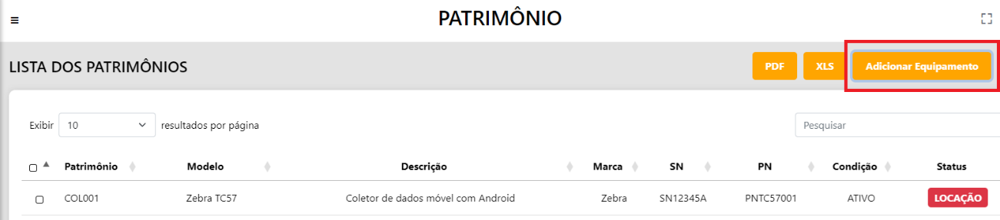 PATRIMÔNIO
LISTA DOS PATRIMÔNIOS PDF XLS Adicionar Equipamento
Exibir 10 resultados por página Pesquisar
Patrimônio Modelo Descrição Marca SN PN Condição Status
COL001 Zebra TC57 Coletor de dados móvel com Android Zebra SN12345A PNTC57001 ATIVO LOCAÇÃO